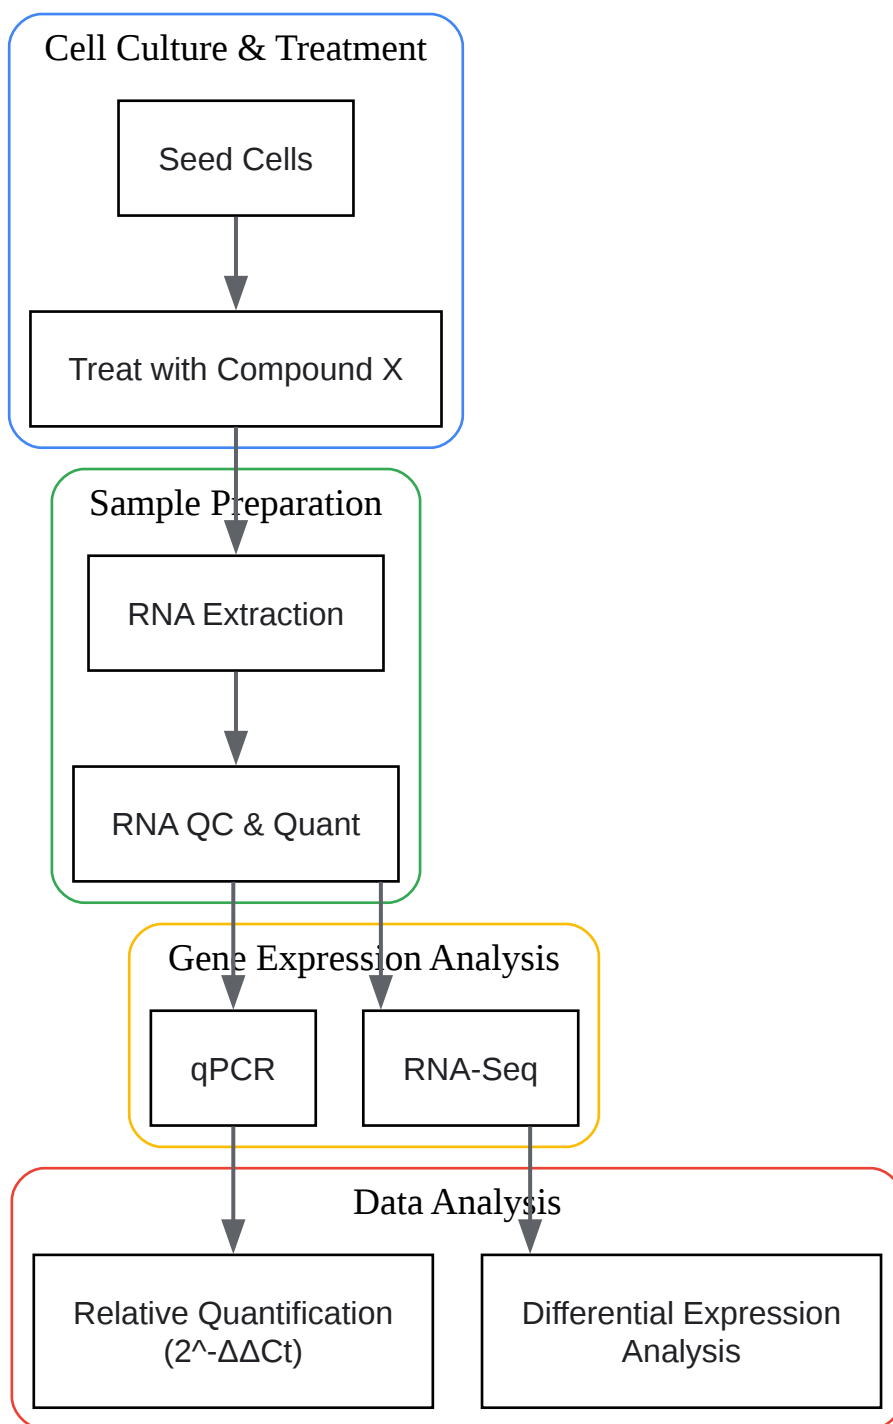 Cell Culture & Treatment
Seed Cells
Treat with Compound X
Sample Preparation
RNA Extraction
RNA QC & Quant
Gene Expression Analysis
qPCR
RNA-Seq
Data Analysis
Relative Quantification
(2^-ΔΔCt)
Differential Expression
Analysis